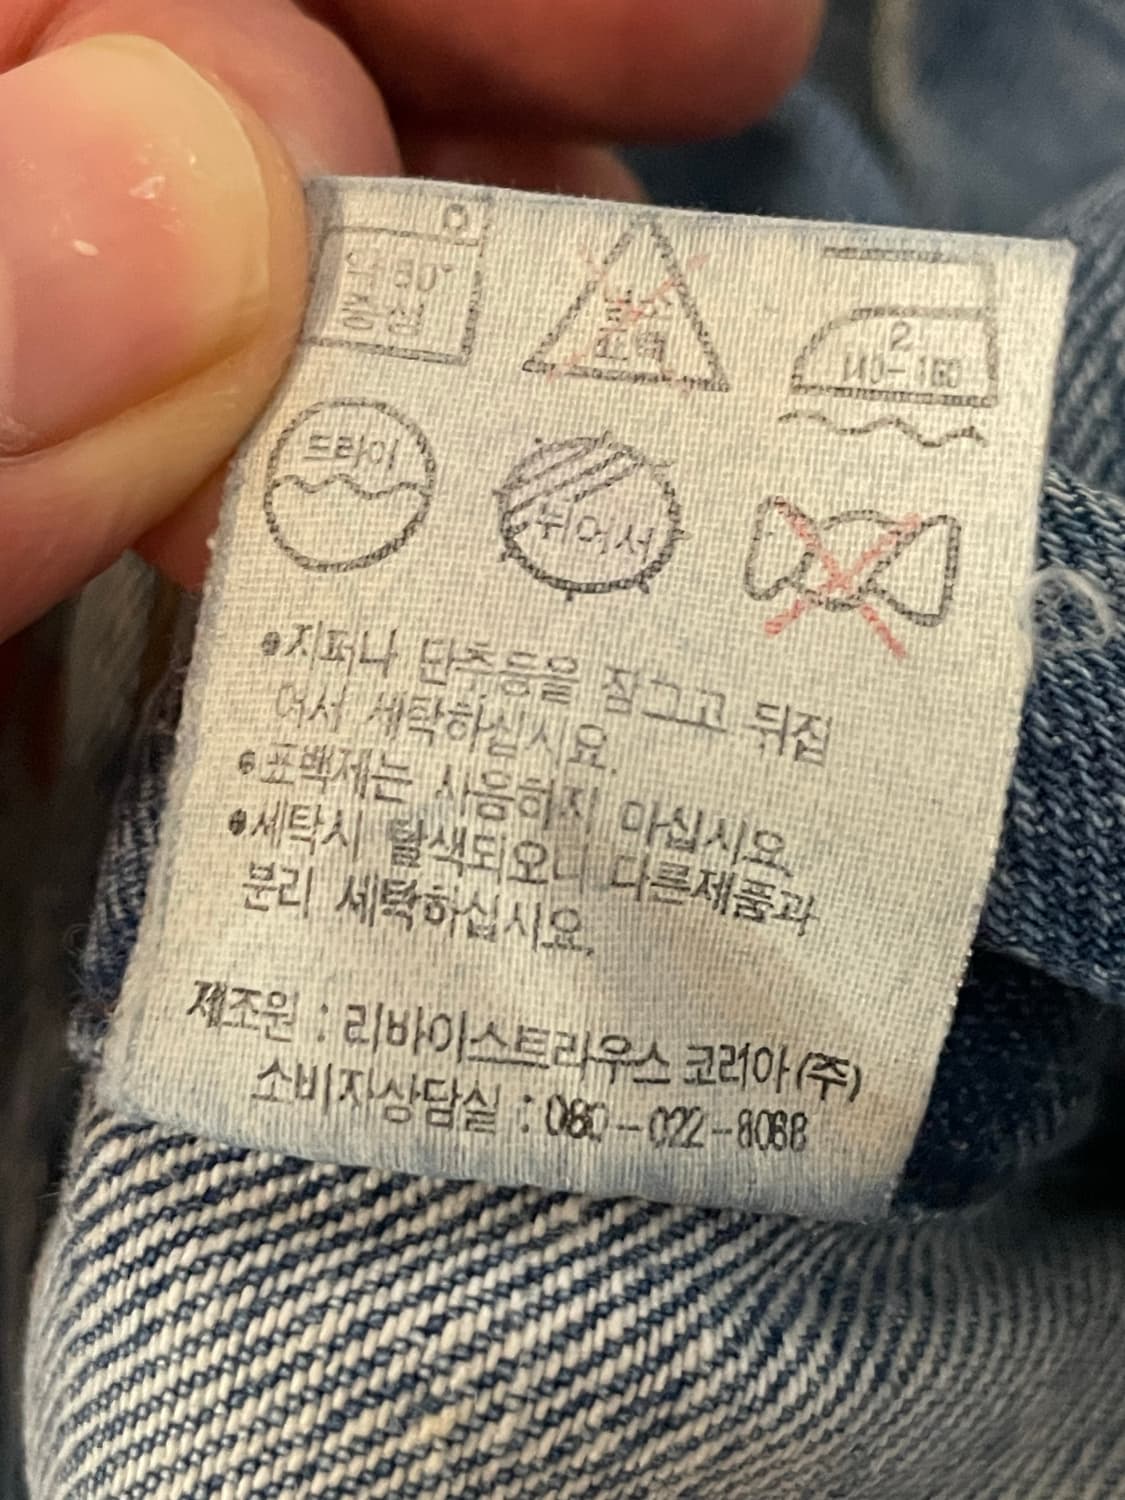 약 30°
중성
염소
표백
2
140-160
드라이
뉘어서
지퍼나 단추등을 잠그고 뒤집
어서 세탁하십시요.
표백제는 사용하지 마십시요.
세탁시 탈색되오니 다른제품과
분리 세탁하십시요.
제조원 : 리바이스트라우스 코리아(주)
소비자상담실 : 080-022-8088